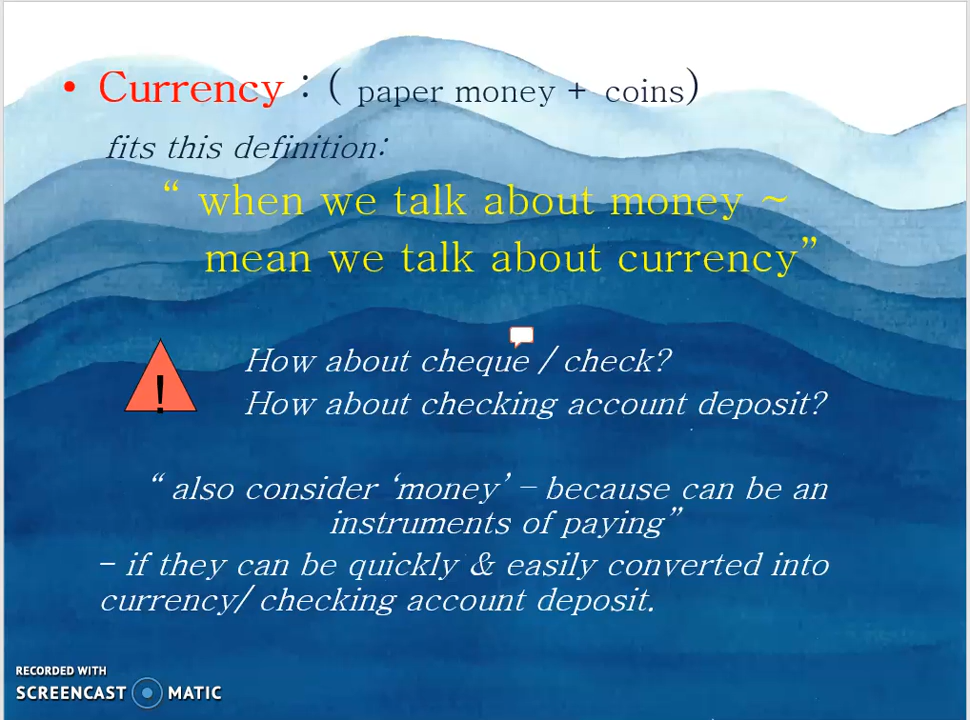 • Currency : ( paper money + coins)
fits this definition:
“ when we talk about money ~
mean we talk about currency”
!
How about cheque / check?
How about checking account deposit?
“ also consider ‘money’ – because can be an
instruments of paying”
– if they can be quickly & easily converted into
currency/ checking account deposit.
RECORDED WITH
SCREENCAST MATIC